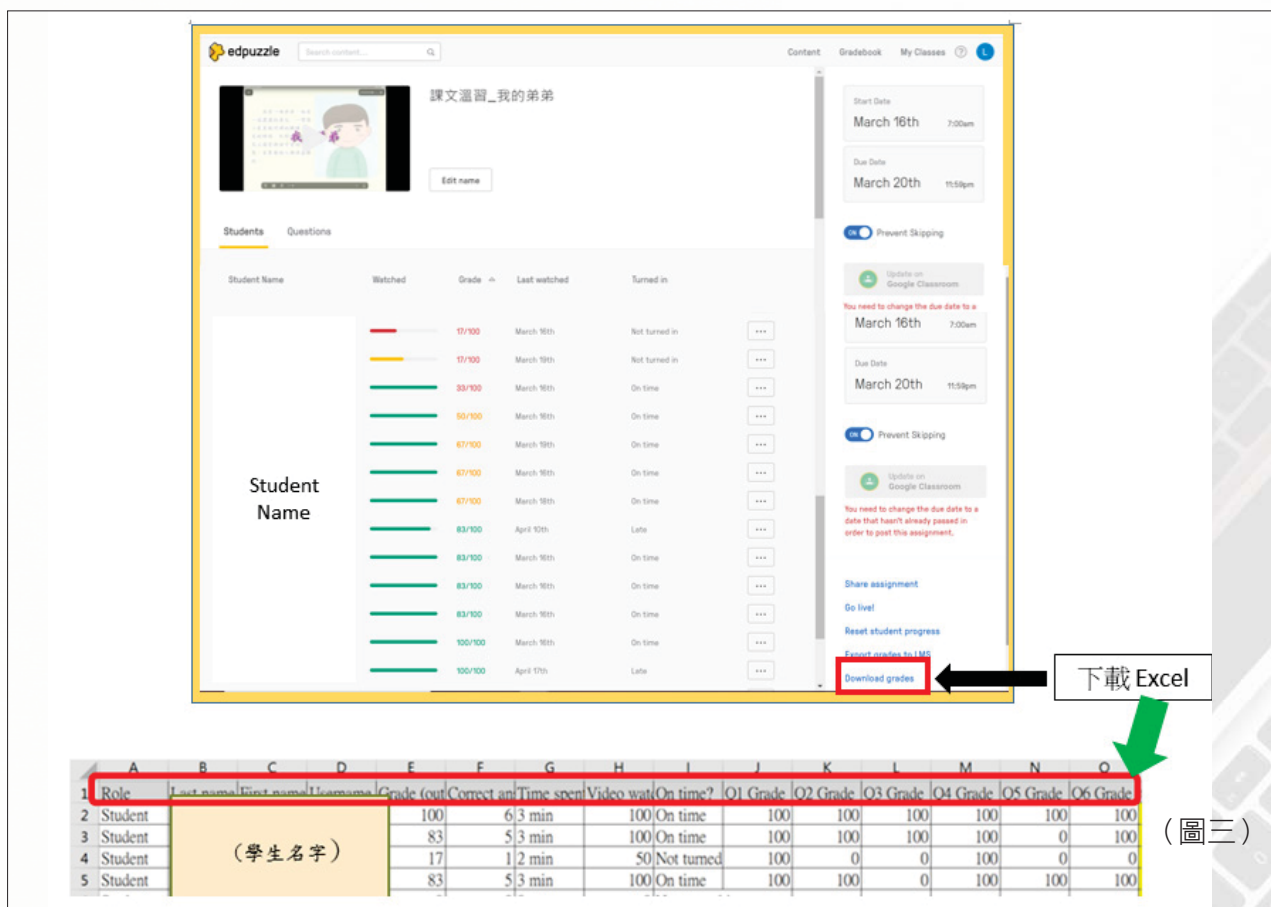 edpuzzle Search content... Content Gradebook My Classes ? L
課文溫習_我的弟弟
Edit name
Students Questions
Student Name Watched Grade Last watched Turned in
17/100 March 16th Not turned in
17/100 March 19th Not turned in
33/100 March 16th On time
50/100 March 16th On time
67/100 March 19th On time
67/100 March 16th On time
67/100 March 18th On time
83/100 April 10th Late
83/100 March 16th On time
83/100 March 16th On time
83/100 March 16th On time
100/100 March 16th On time
100/100 April 17th Late
Student
Name
Start Date
March 16th 7:00am
Due Date
March 20th 11:59pm
ON Prevent Skipping
Update on
Google Classroom
You need to change the due date to a
March 16th 7:00am
Due Date
March 20th 11:59pm
ON Prevent Skipping
Update on
Google Classroom
You need to change the due date to a
date that hasn't already passed in
order to post this assignment.
Share assignment
Go live!
Reset student progress
Export grades to LMS
Download grades
下載 Excel
A B C D E F G H I J K L M N O
1 Role Last name First name Username Grade (out Correct an Time spen Video wat On time? Q1 Grade Q2 Grade Q3 Grade Q4 Grade Q5 Grade Q6 Grade
2 Student 100 6 3 min 100 On time 100 100 100 100 100 100
3 Student 83 5 3 min 100 On time 100 100 100 100 0 100
4 Student 17 1 2 min 50 Not turned 100 0 0 100 0 0
5 Student 83 5 3 min 100 On time 100 100 0 100 100 100
（學生名字）
（圖三）